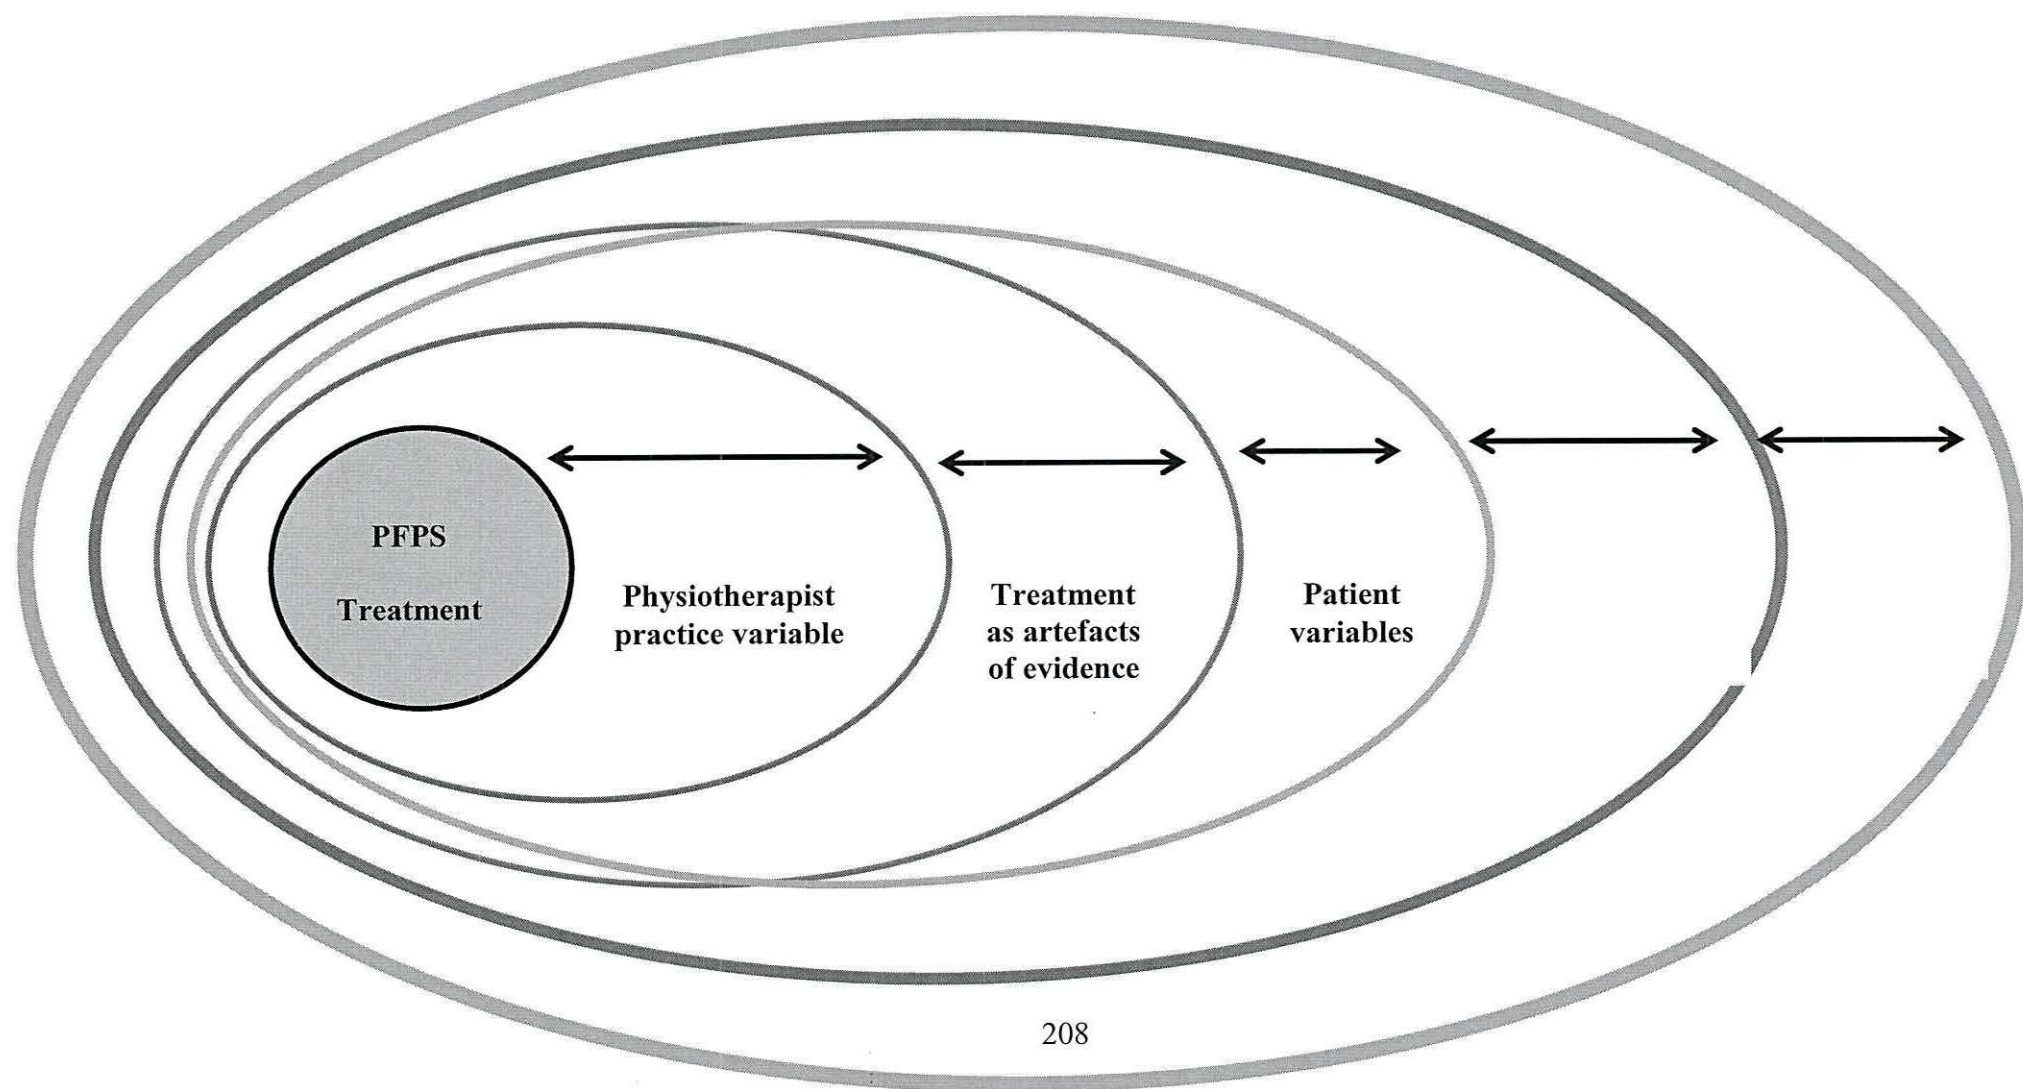 PFPS
Treatment
Physiotherapist
practice variable
Treatment
as artefacts
of evidence
Patient
variables
208